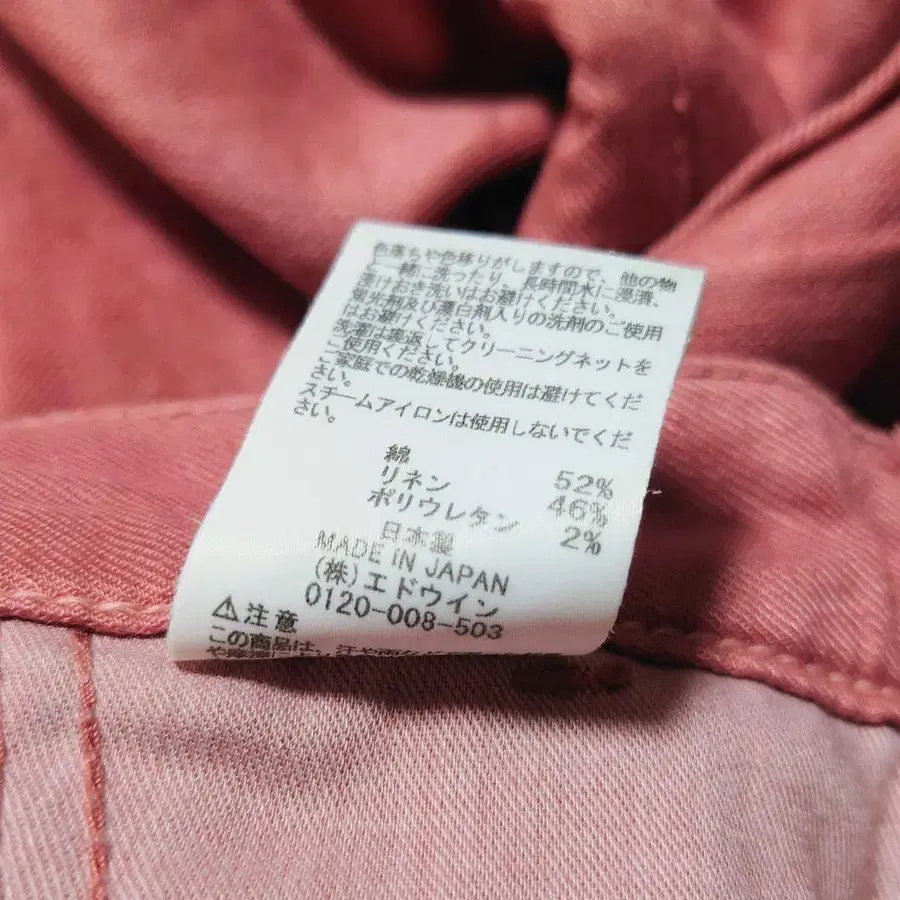 色落ちや色移りがしますので、他の物
と一緒に洗ったり、長時間水に浸漬、
漬けおき洗いはお避けください。
蛍光剤及び漂白剤入りの洗剤のご使用
はお避けください。
洗濯は裏返してクリーニングネットを
ご使用ください。
ご家庭での乾燥機の使用は避けてくだ
さい。
スチームアイロンは使用しないでくだ
さい。
綿 52%
リネン 46%
ポリウレタン 2%
日本製
MADE IN JAPAN
(株)エドウイン
0120-008-503
⚠注意
この商品は、汗や雨など